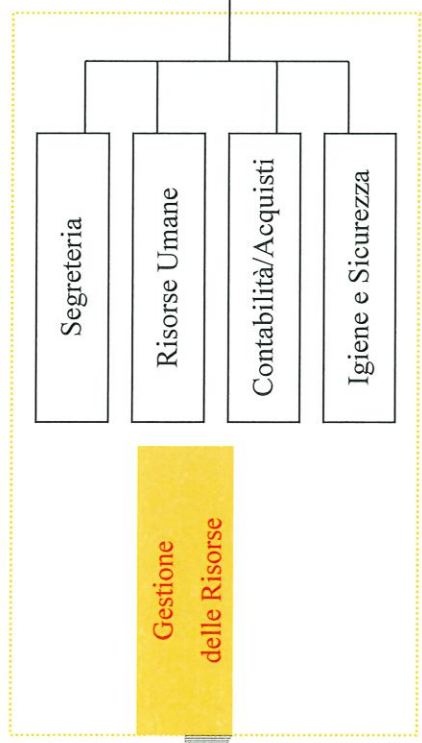 Segreteria
Risorse Umane
Contabilità/Acquisti
Igiene e Sicurezza
Gestione
delle Risorse